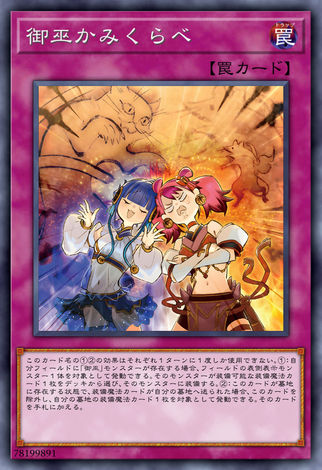 御巫かみくらべ
トラップ
罠
【罠カード】
このカード名の①②の効果はそれぞれ1ターンに1度しか使用できない。①:自
分フィールドに「御巫」モンスターが存在する場合、フィールドの表側表示モ
ンスター1体を対象として発動できる。そのモンスターが装備可能な装備魔法カ
ード1枚をデッキから選び、そのモンスターに装備する。②:このカードが墓地
に存在する状態で、装備魔法カードが自分の墓地へ送られた場合、このカードを
除外し、自分の墓地の装備魔法カード1枚を対象として発動できる。そのカード
を手札に加える。
78199891